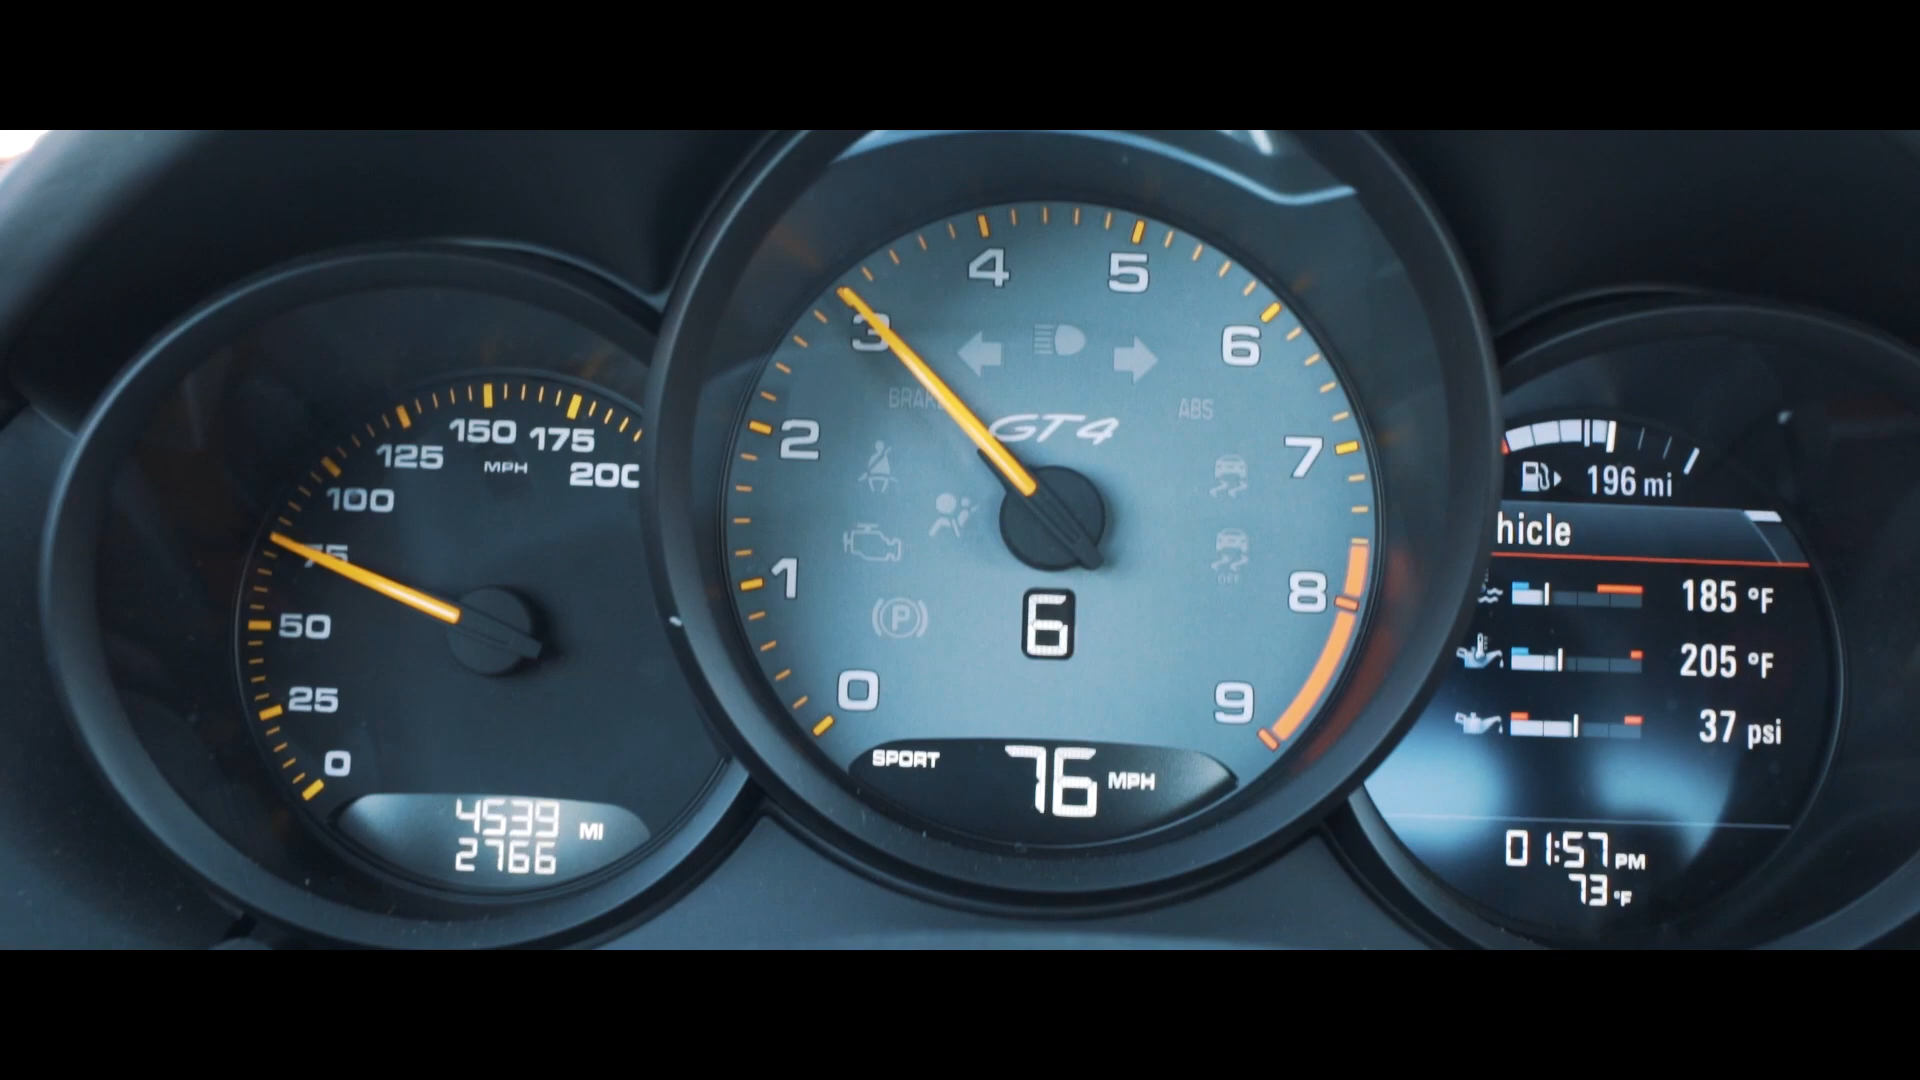 150
125
175
MPH
200
100
75
50
25
0
4539 MI
2766
4
5
3
6
BRAKE
ABS
GT4
2
7
1
8
P
OFF
6
0
9
SPORT
76 MPH
196 mi
hicle
185 °F
205 °F
37 psi
01:57 PM
73 °F